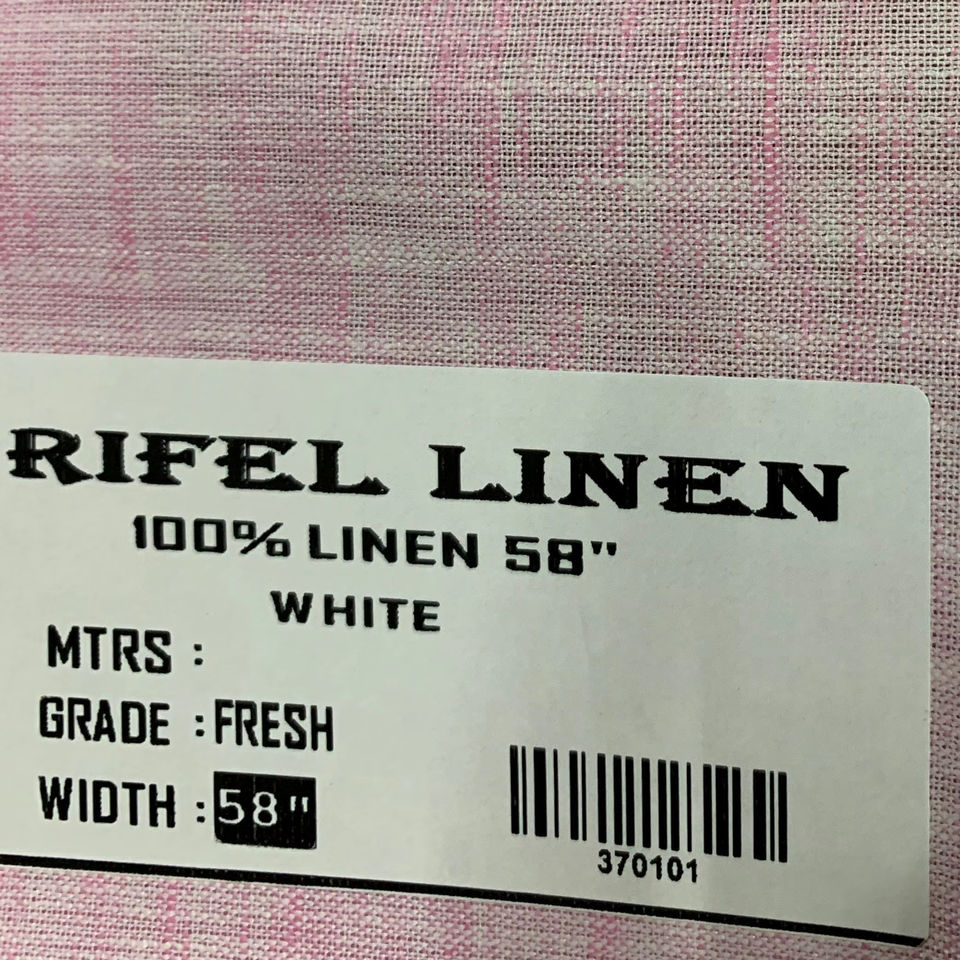 RIFEL LINEN
100% LINEN 58"
WHITE
MTRS :
GRADE : FRESH
WIDTH : 58"
370101